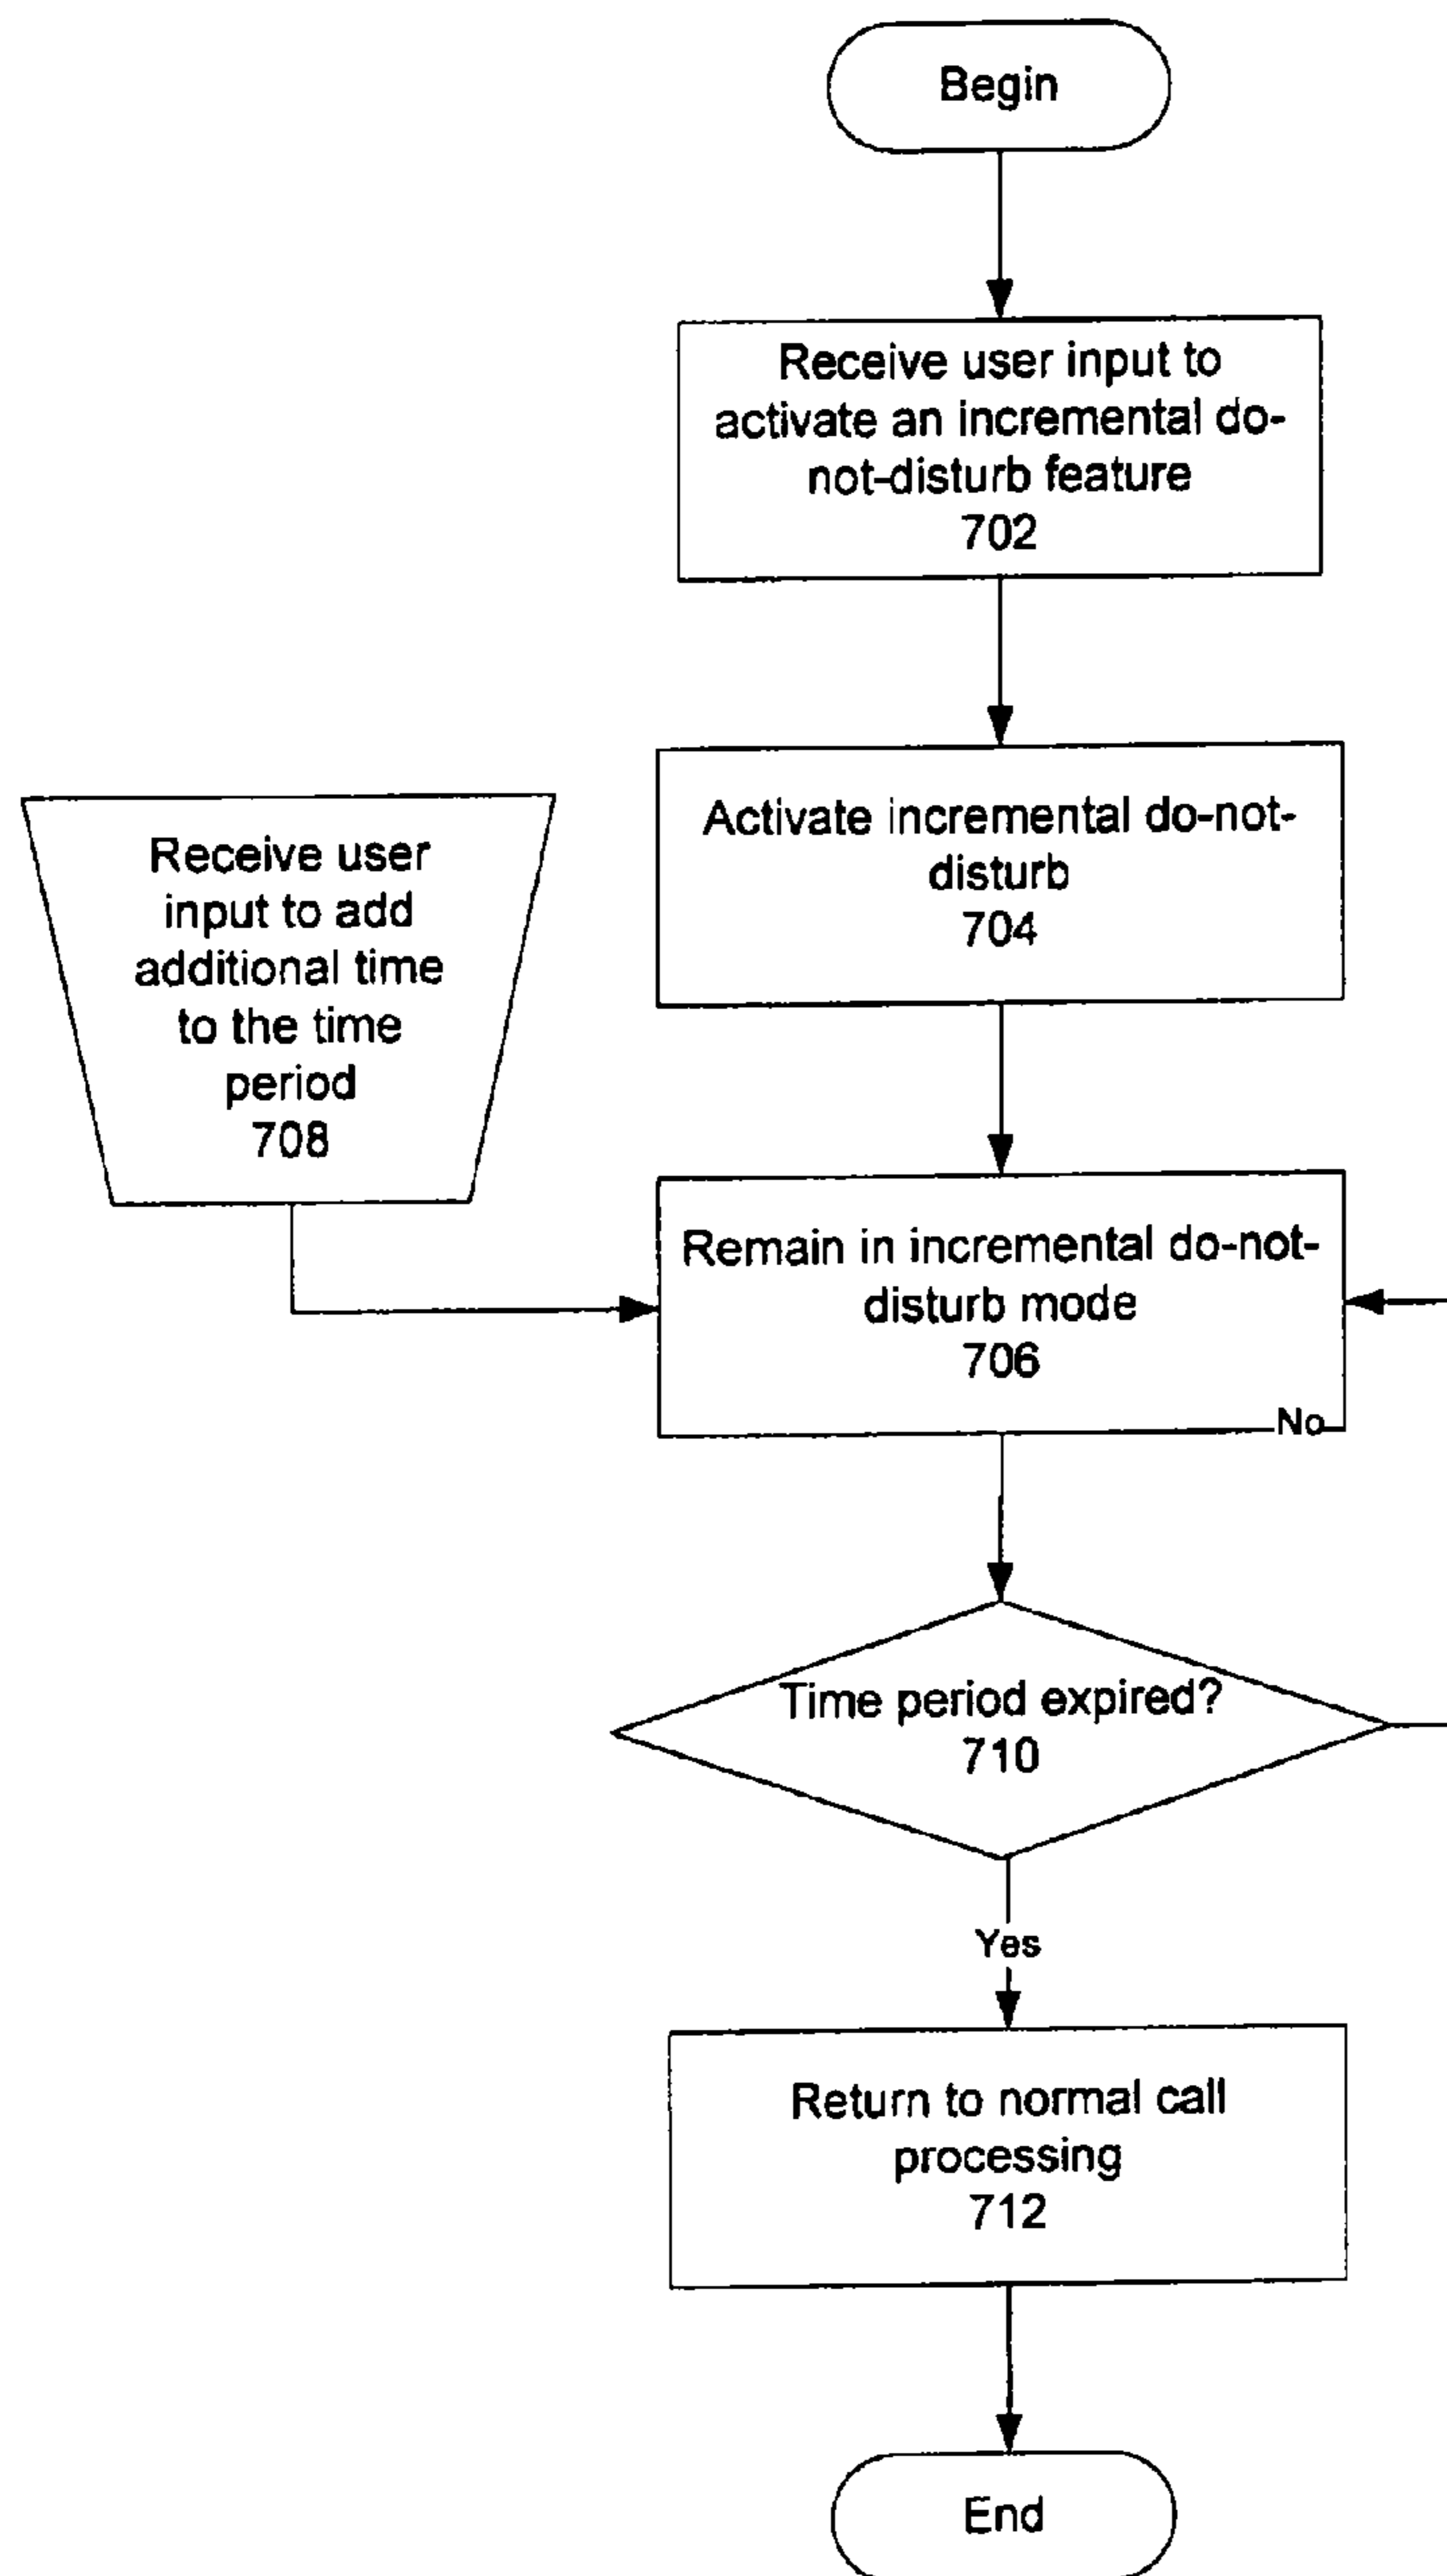 Begin
Receive user input to
activate an incremental do-
not-disturb feature
702
Activate incremental do-not-
disturb
704
Receive user
input to add
additional time
to the time
period
708
Remain in incremental do-not-
disturb mode
706
No
Time period expired?
710
Yes
Return to normal call
processing
712
End